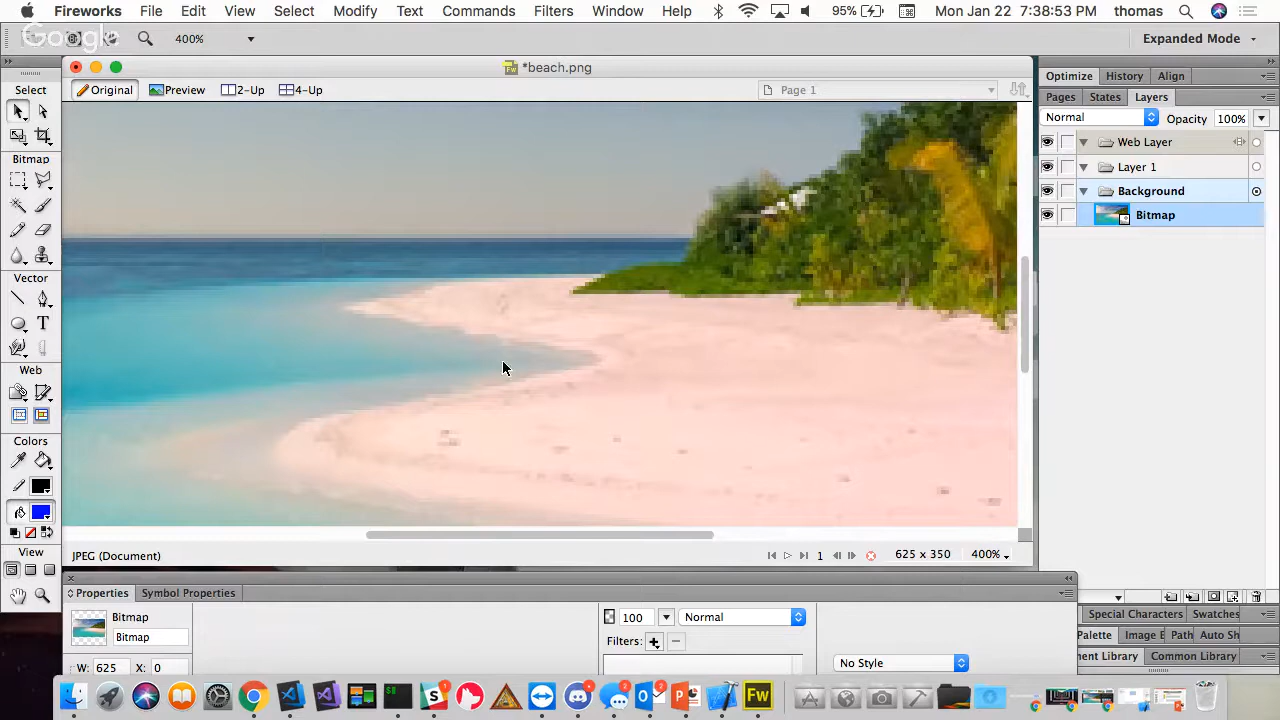 Fireworks File Edit View Select Modify Text Commands Filters Window Help 95% Mon Jan 22 7:38:53 PM thomas
Google 400% Expanded Mode
*beach.png
Original Preview 2-Up 4-Up Page 1
Select
Bitmap
Vector
Web
Colors
View
Optimize History Align
Pages States Layers
Normal Opacity 100%
Web Layer
Layer 1
Background
Bitmap
JPEG (Document) 1 625 x 350 400%
Properties Symbol Properties
Bitmap
Bitmap
W: 625 X: 0
100 Normal
Filters:
No Style
Special Characters Swatches
Palette Image E Path Auto Sh
ment Library Common Library
Fw